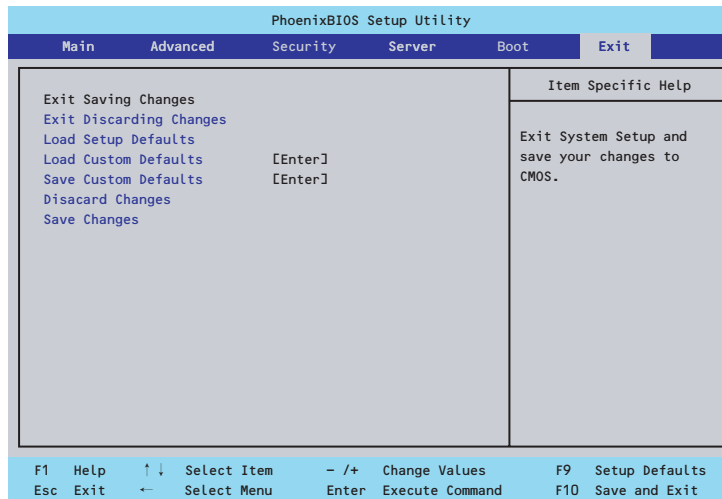 PhoenixBIOS Setup Utility
Main Advanced Security Server Boot Exit
Item Specific Help
Exit Saving Changes
Exit Discarding Changes
Load Setup Defaults
Load Custom Defaults [Enter]
Save Custom Defaults [Enter]
Disacard Changes
Save Changes
Exit System Setup and
save your changes to
CMOS.
F1 Help ↑↓ Select Item - /+ Change Values F9 Setup Defaults
Esc Exit ← Select Menu Enter Execute Command F10 Save and Exit